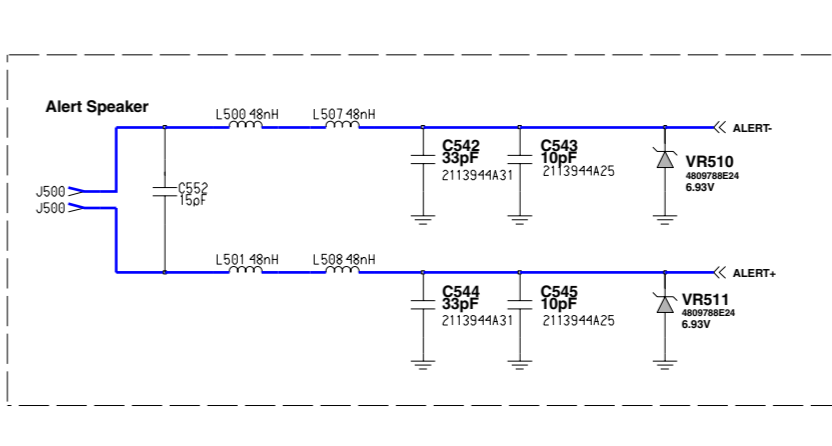 Alert Speaker
L500 48nH
L507 48nH
ALERT-
C542
33pF
2113944A31
C543
10pF
2113944A25
VR510
4809788E24
6.93V
J500
J500
C552
15pF
L501 48nH
L508 48nH
ALERT+
C544
33pF
2113944A31
C545
10pF
2113944A25
VR511
4809788E24
6.93V